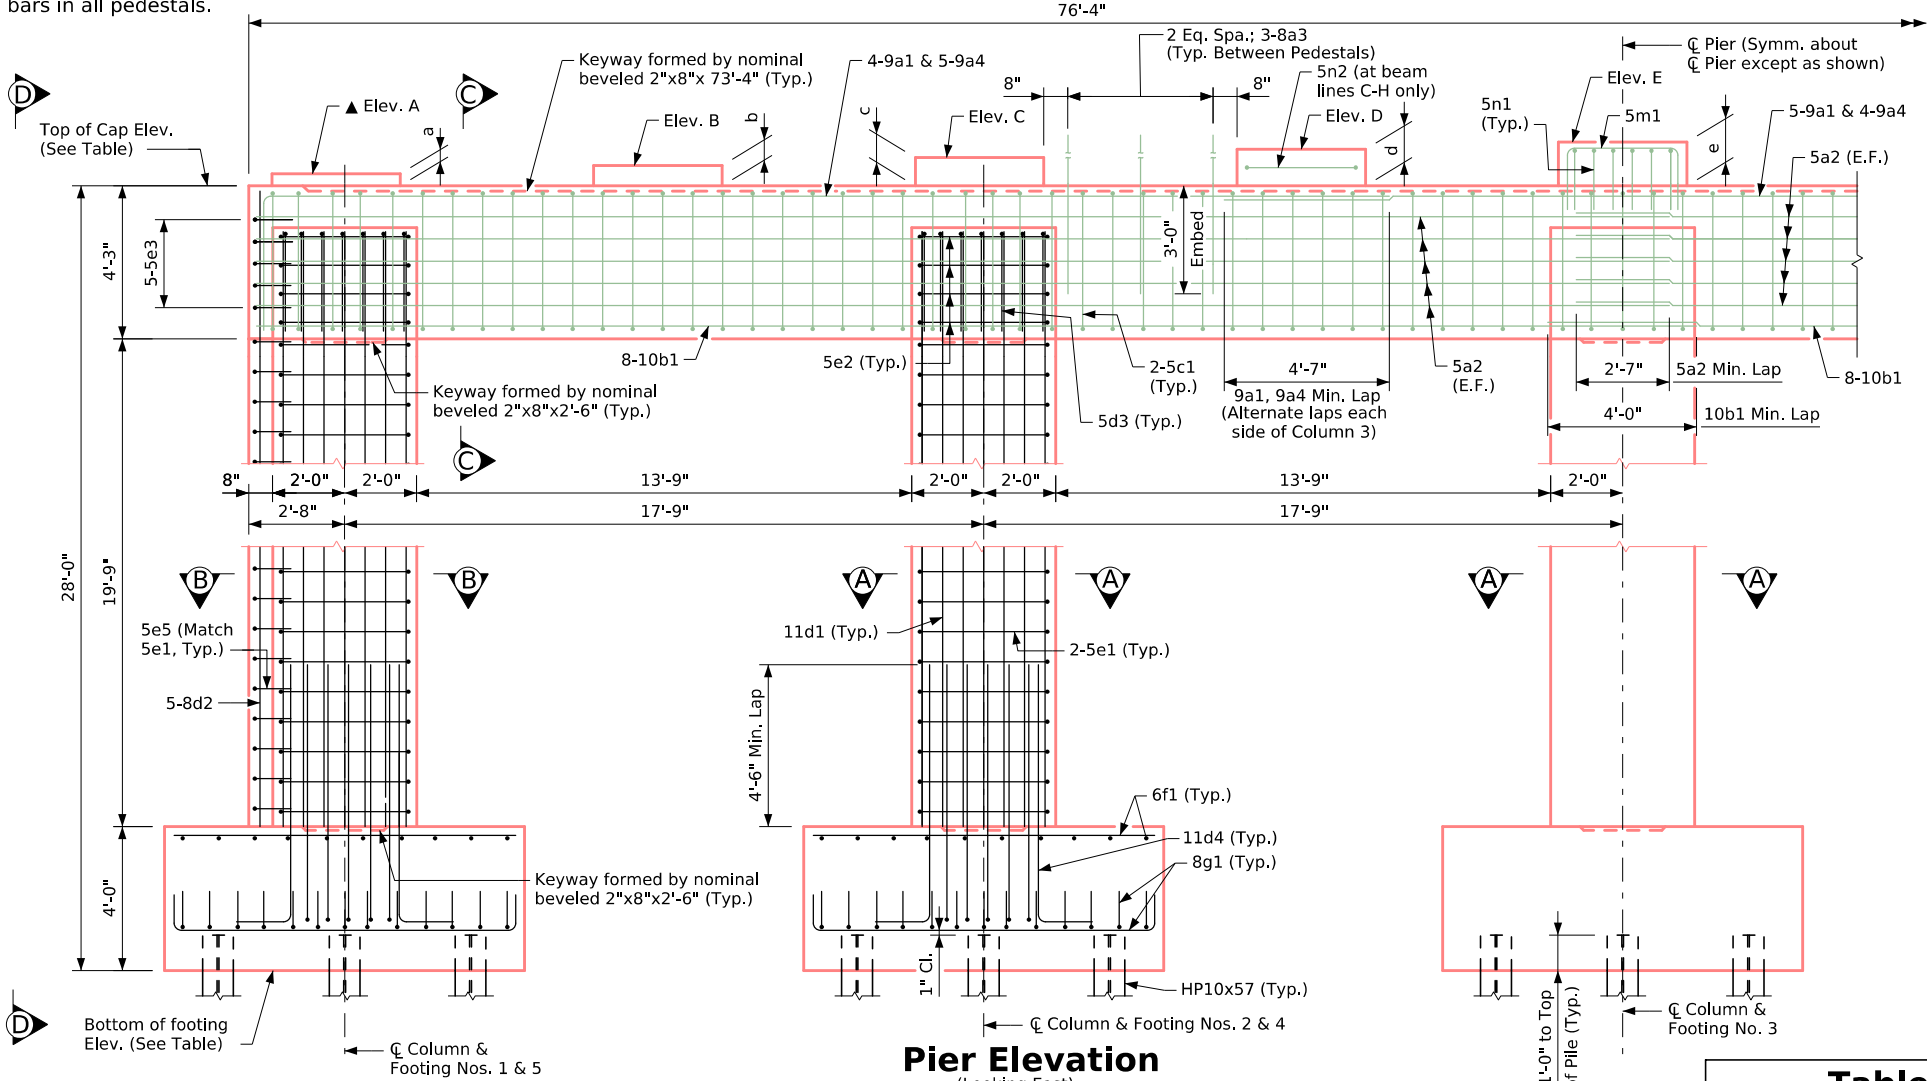 bars in all pedestals.
76'-4"
2 Eq. Spa.; 3-8a3
(Typ. Between Pedestals)
℄ Pier (Symm. about
℄ Pier except as shown)
Keyway formed by nominal
beveled 2"x8"x 73'-4" (Typ.)
4-9a1 & 5-9a4
8"
8"
5n2 (at beam
lines C-H only)
Elev. E
D
C
▲ Elev. A
Elev. B
Elev. C
Elev. D
5n1
(Typ.)
5m1
5-9a1 & 4-9a4
Top of Cap Elev.
(See Table)
a
b
c
d
e
5a2 (E.F.)
4'-3"
5-5e3
3'-0"
Embed
8-10b1
5e2 (Typ.)
2-5c1
(Typ.)
4'-7"
9a1, 9a4 Min. Lap
(Alternate laps each
side of Column 3)
5a2
(E.F.)
2'-7"
5a2 Min. Lap
8-10b1
Keyway formed by nominal
beveled 2"x8"x2'-6" (Typ.)
5d3 (Typ.)
4'-0"
10b1 Min. Lap
C
8"
2'-0"
2'-0"
13'-9"
2'-0"
2'-0"
13'-9"
2'-0"
2'-8"
17'-9"
17'-9"
28'-0"
19'-9"
B
B
A
A
A
A
5e5 (Match
5e1, Typ.)
11d1 (Typ.)
2-5e1 (Typ.)
5-8d2
4'-6" Min. Lap
6f1 (Typ.)
11d4 (Typ.)
8g1 (Typ.)
4'-0"
Keyway formed by nominal
beveled 2"x8"x2'-6" (Typ.)
1" Cl.
HP10x57 (Typ.)
D
Bottom of footing
Elev. (See Table)
℄ Column & Footing Nos. 2 & 4
℄ Column &
Footing No. 3
1'-0" to Top
of Pile (Typ.)
℄ Column &
Footing Nos. 1 & 5
Pier Elevation
(Looking East)
Table